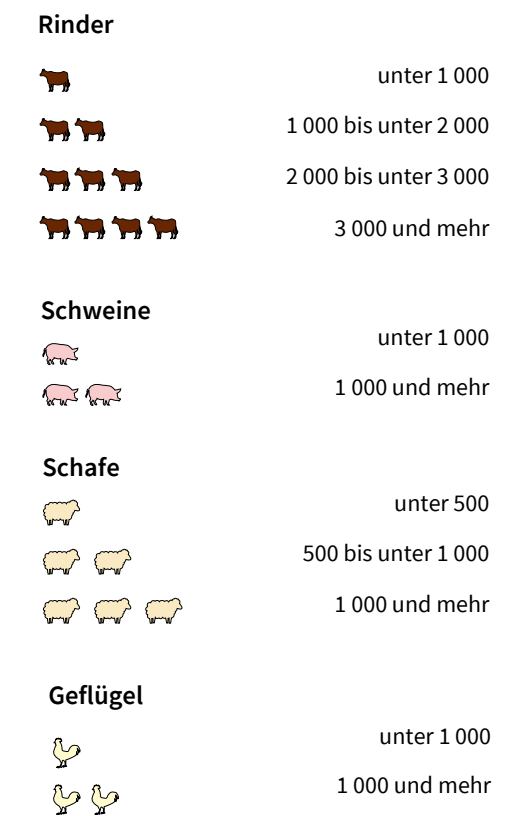 Rinder
unter 1 000
1 000 bis unter 2 000
2 000 bis unter 3 000
3 000 und mehr
Schweine
unter 1 000
1 000 und mehr
Schafe
unter 500
500 bis unter 1 000
1 000 und mehr
Geflügel
unter 1 000
1 000 und mehr